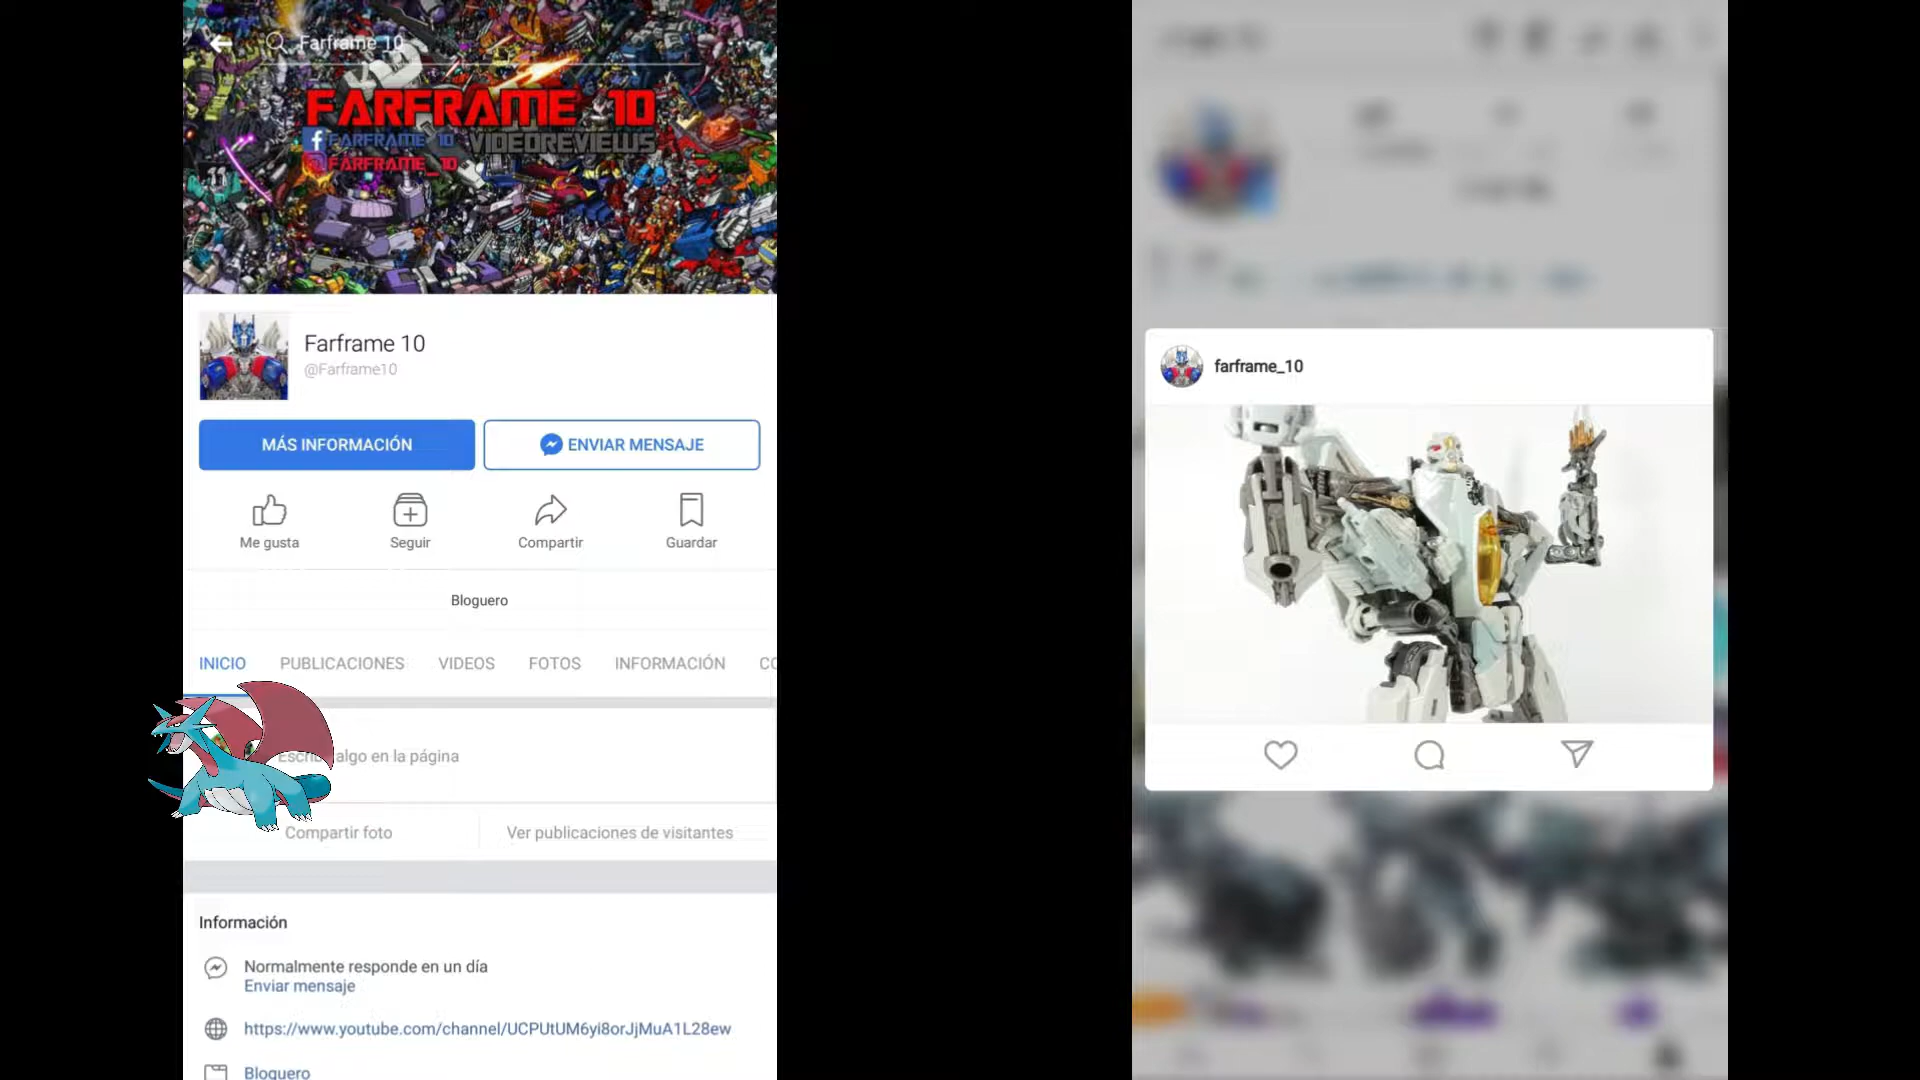 Farframe 10
FARFRAME 10
FARFRAME 10 VIDEOREVIEWS
FARFRAME_10
Farframe 10
@Farframe10
MÁS INFORMACIÓN
ENVIAR MENSAJE
Me gusta
Seguir
Compartir
Guardar
Bloguero
INICIO
PUBLICACIONES
VIDEOS
FOTOS
INFORMACIÓN
CO
algo en la página
Compartir foto
Ver publicaciones de visitantes
Información
Normalmente responde en un día
Enviar mensaje
https://www.youtube.com/channel/UCPUtUM6yi8orJjMuA1L28ew
Bloguero
farframe_10